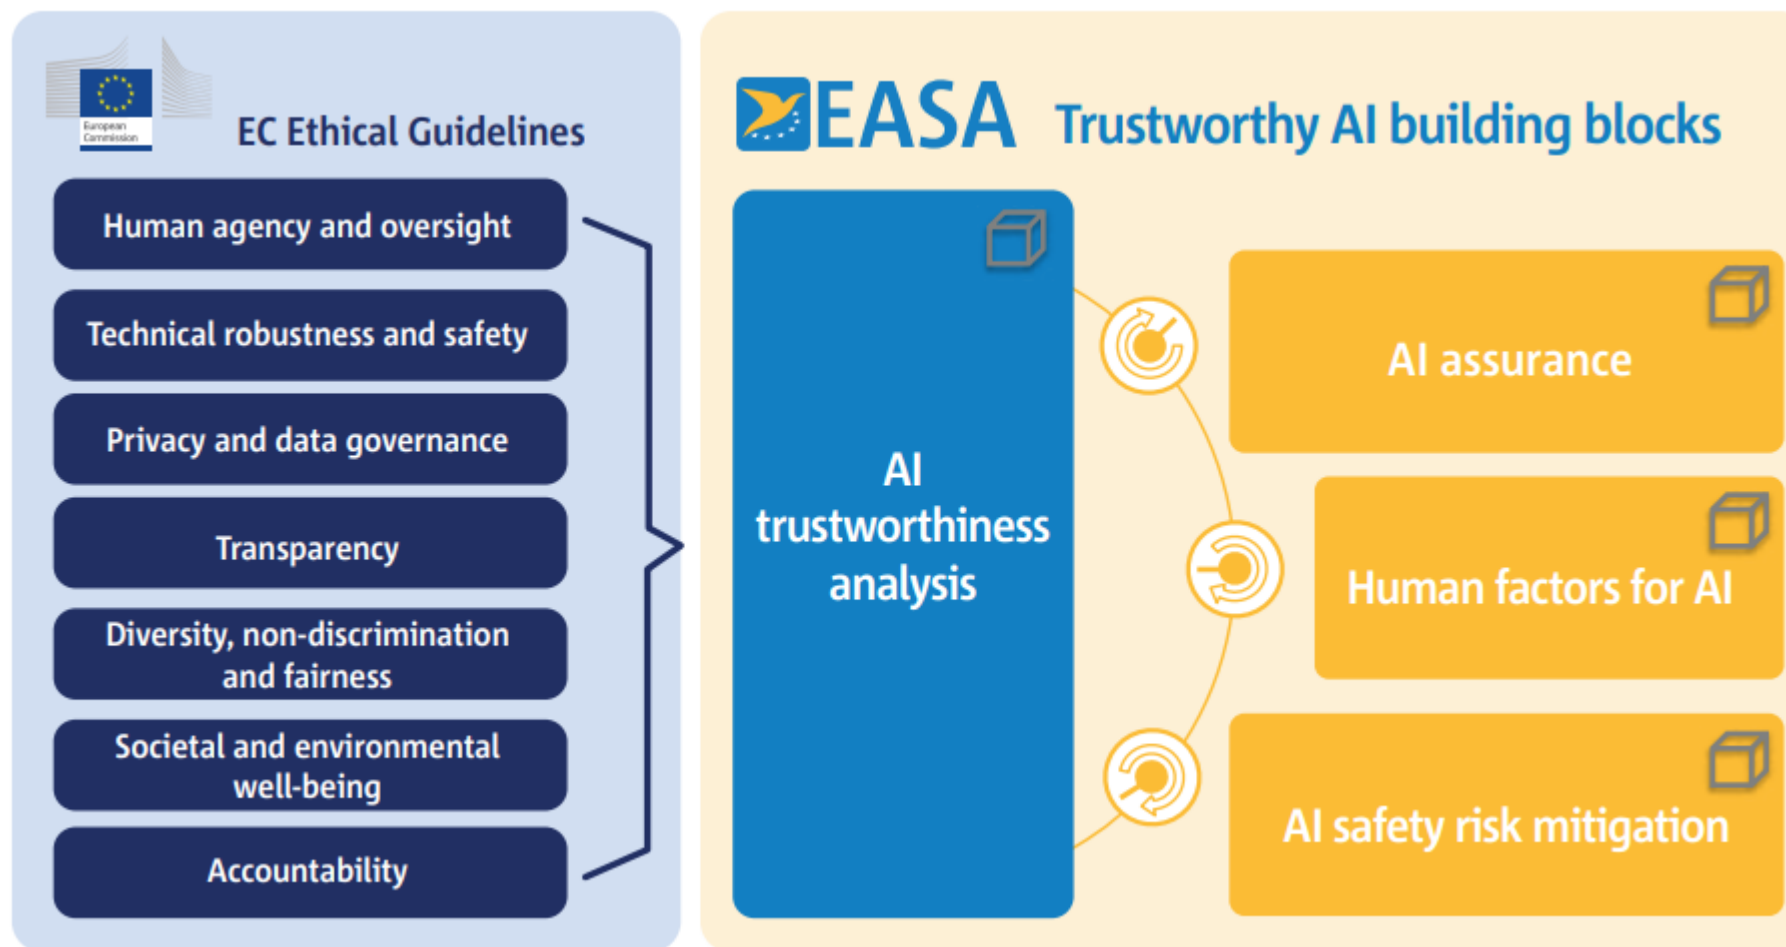 European
Commission
EC Ethical Guidelines
Human agency and oversight
Technical robustness and safety
Privacy and data governance
Transparency
Diversity, non-discrimination
and fairness
Societal and environmental
well-being
Accountability
EASA Trustworthy AI building blocks
AI
trustworthiness
analysis
AI assurance
Human factors for AI
AI safety risk mitigation